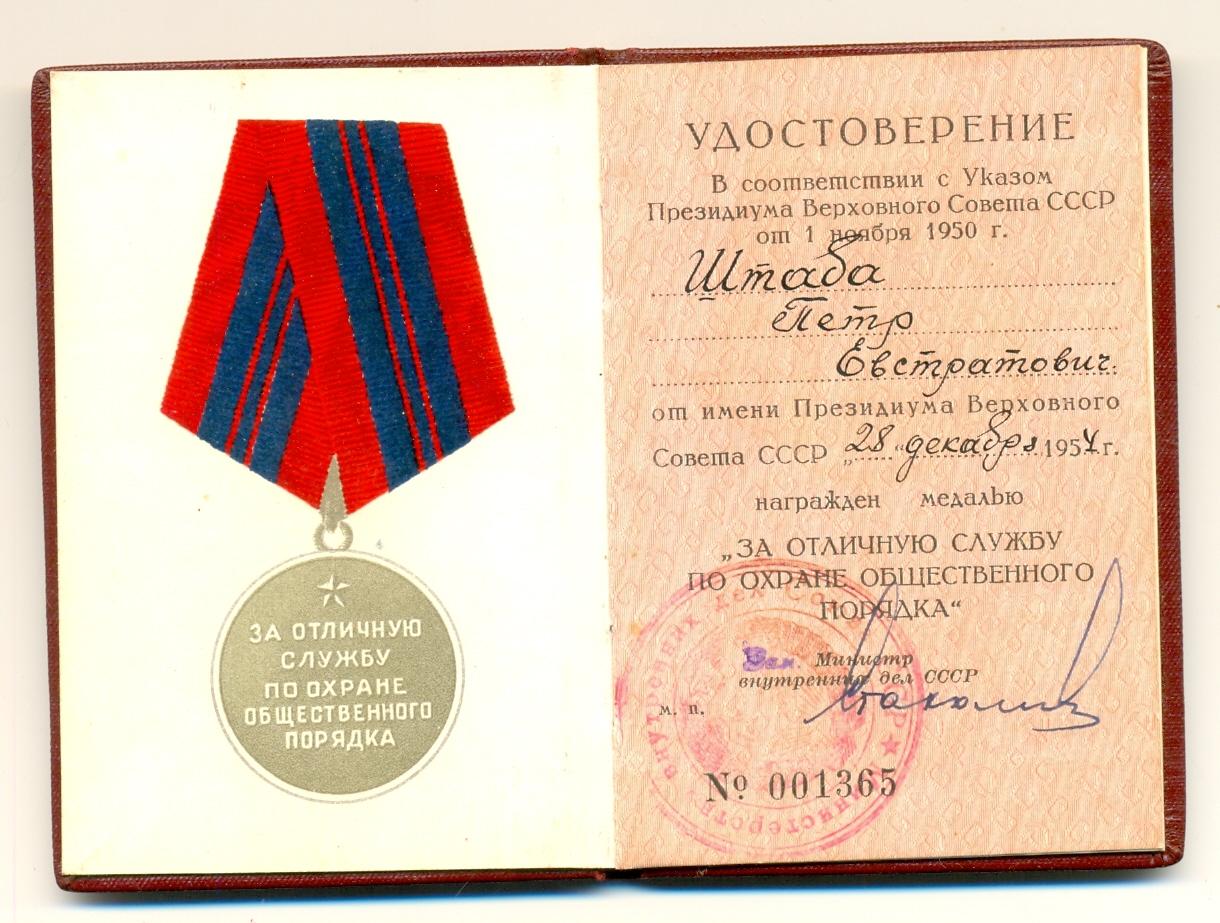 ЗА ОТЛИЧНУЮ
СЛУЖБУ
ПО ОХРАНЕ
ОБЩЕСТВЕННОГО
ПОРЯДКА
УДОСТОВЕРЕНИЕ
В соответствии с Указом
Президиума Верховного Совета СССР
от 1 ноября 1950 г.
Штаба
Петр
Евстратович.
от имени Президиума Верховного
Совета СССР „28“ декабря 1954 г.
награжден медалью
„ЗА ОТЛИЧНУЮ СЛУЖБУ
ПО ОХРАНЕ ОБЩЕСТВЕННОГО
ПОРЯДКА“
Зам. Министр
внутренних дел СССР
м. п.
№ 001365
внутренних дел